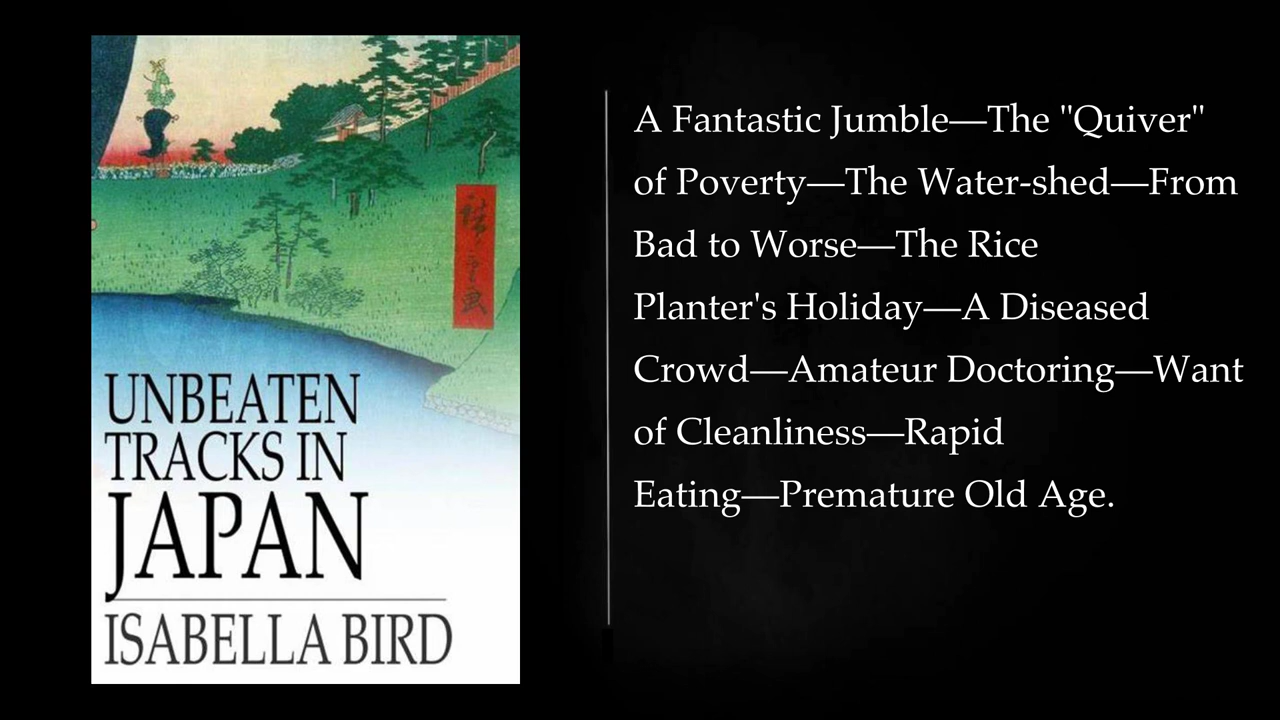 UNBEATEN
TRACKS IN
JAPAN
ISABELLA BIRD
A Fantastic Jumble—The "Quiver"
of Poverty—The Water-shed—From
Bad to Worse—The Rice
Planter's Holiday—A Diseased
Crowd—Amateur Doctoring—Want
of Cleanliness—Rapid
Eating—Premature Old Age.